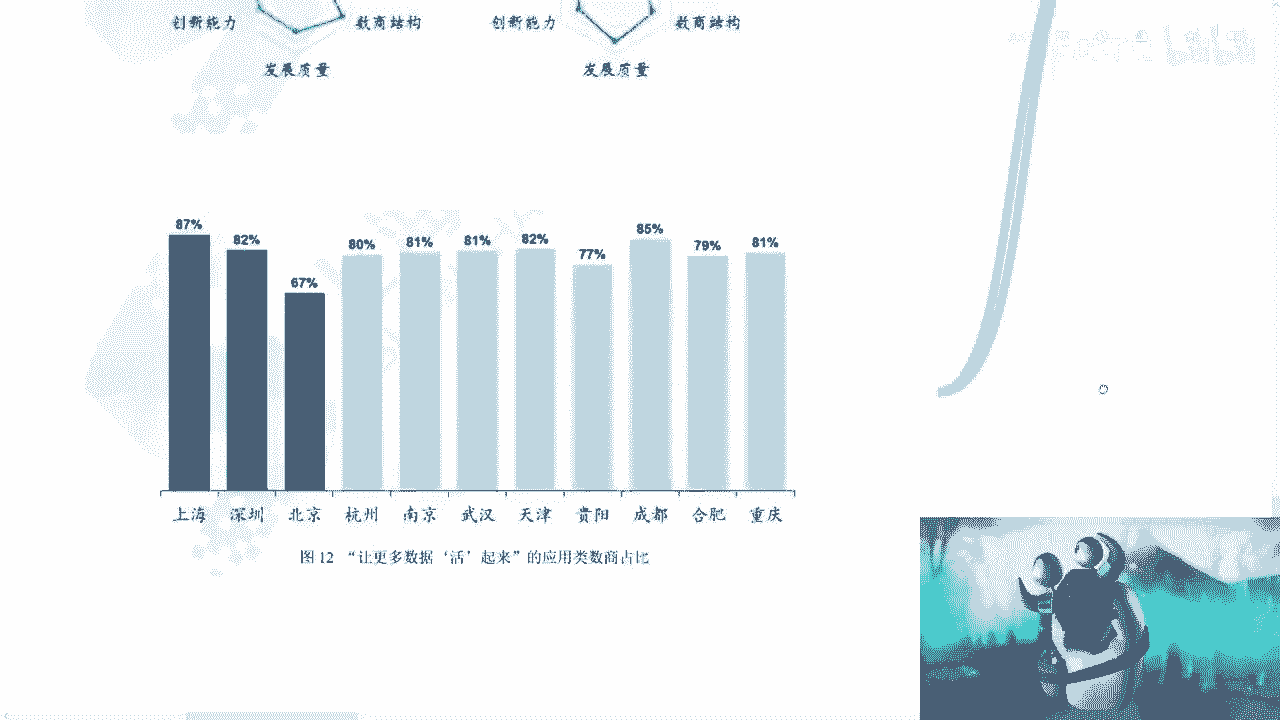 创新能力 数商结构 创新能力 数商结构
发展质量 发展质量
87% 82% 67% 80% 81% 81% 82% 77% 85% 79% 81%
上海 深圳 北京 杭州 南京 武汉 天津 贵阳 成都 合肥 重庆
图 12 “让更多数据‘活’起来”的应用类数商占比